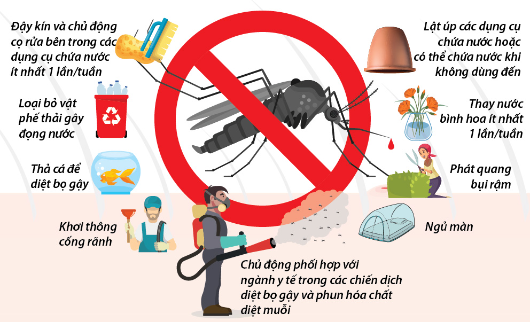 Đậy kín và chủ động
cọ rửa bên trong các
dụng cụ chứa nước
ít nhất 1 lần/tuần
Loại bỏ vật
phế thải gây
đọng nước
Thả cá để
diệt bọ gậy
Khơi thông
cống rãnh
Lật úp các dụng cụ
chứa nước hoặc
có thể chứa nước khi
không dùng đến
Thay nước
bình hoa ít nhất
1 lần/tuần
Phát quang
bụi rậm
Ngủ màn
Chủ động phối hợp với
ngành y tế trong các chiến dịch
diệt bọ gậy và phun hóa chất
diệt muỗi